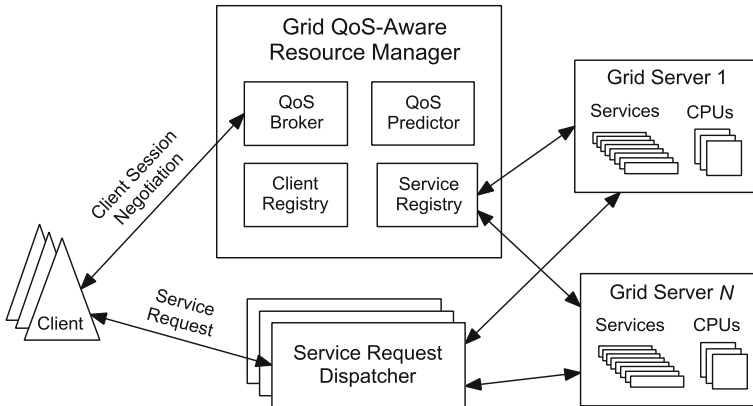 Grid QoS-Aware
Resource Manager
QoS
Broker
QoS
Predictor
Client
Registry
Service
Registry
Client Session
Negotiation
Client
Service
Request
Service Request
Dispatcher
Grid Server 1
Services
CPUs
Grid Server N
Services
CPUs